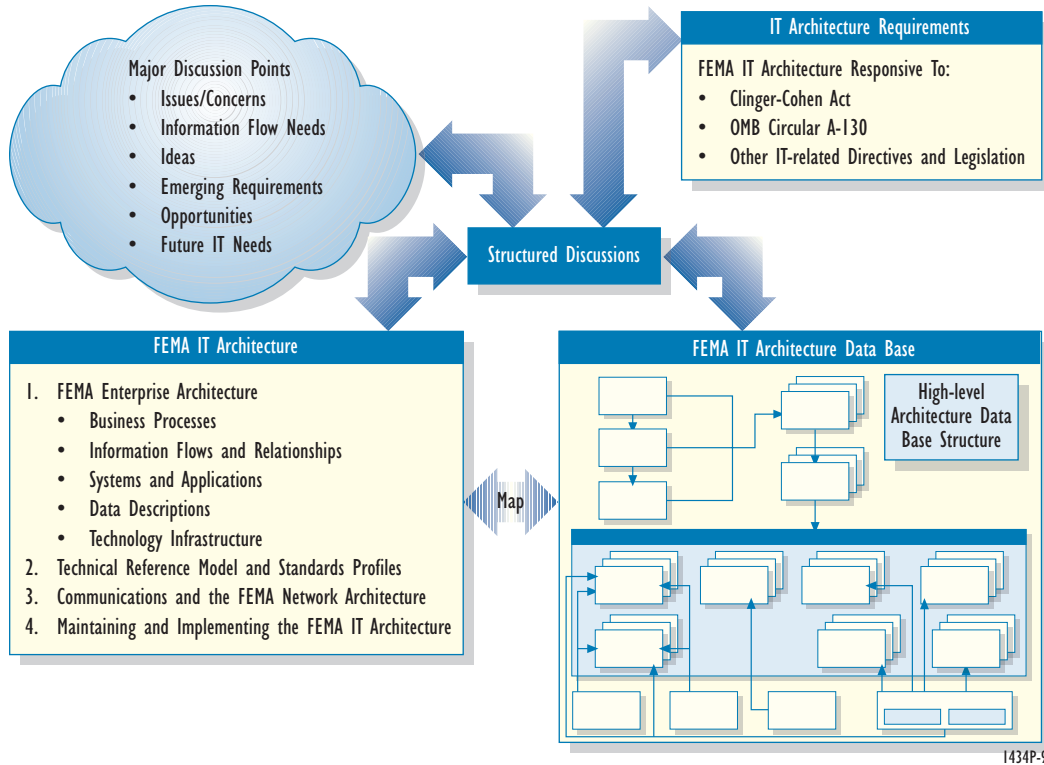 Major Discussion Points
• Issues/Concerns
• Information Flow Needs
• Ideas
• Emerging Requirements
• Opportunities
• Future IT Needs
IT Architecture Requirements
FEMA IT Architecture Responsive To:
• Clinger-Cohen Act
• OMB Circular A-130
• Other IT-related Directives and Legislation
Structured Discussions
FEMA IT Architecture
1. FEMA Enterprise Architecture
• Business Processes
• Information Flows and Relationships
• Systems and Applications
• Data Descriptions
• Technology Infrastructure
2. Technical Reference Model and Standards Profiles
3. Communications and the FEMA Network Architecture
4. Maintaining and Implementing the FEMA IT Architecture
Map
FEMA IT Architecture Data Base
High-level
Architecture Data
Base Structure
1434P-9